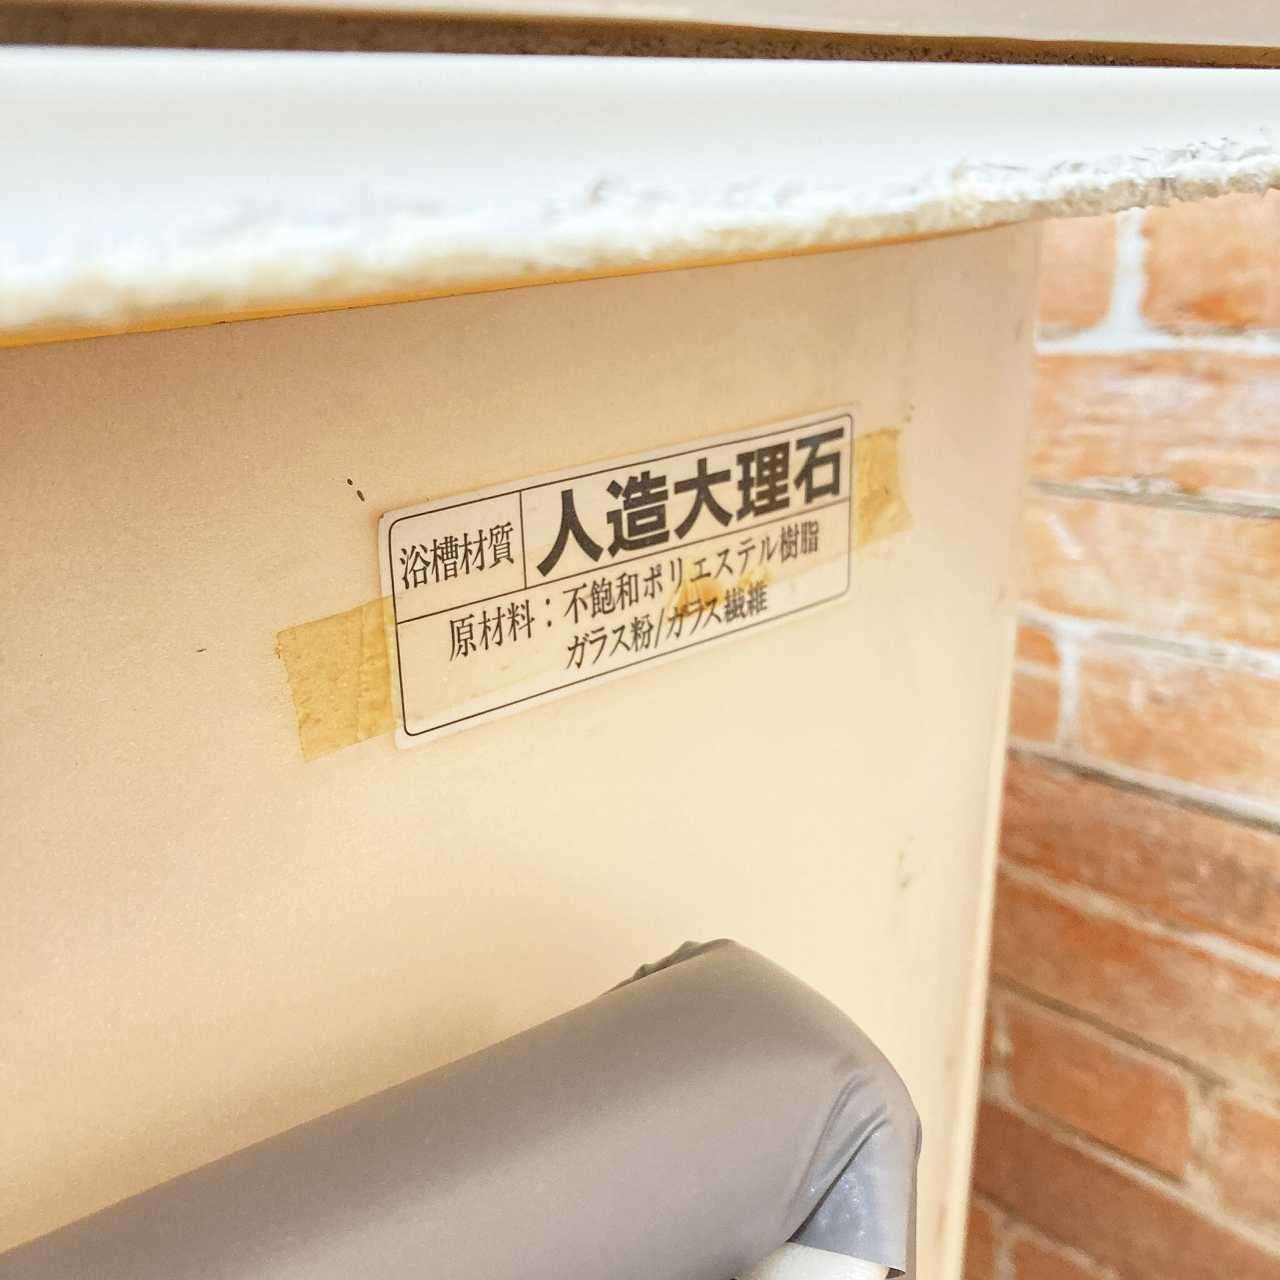 浴槽材質 人造大理石
原材料：不飽和ポリエステル樹脂
ガラス粉/ガラス繊維